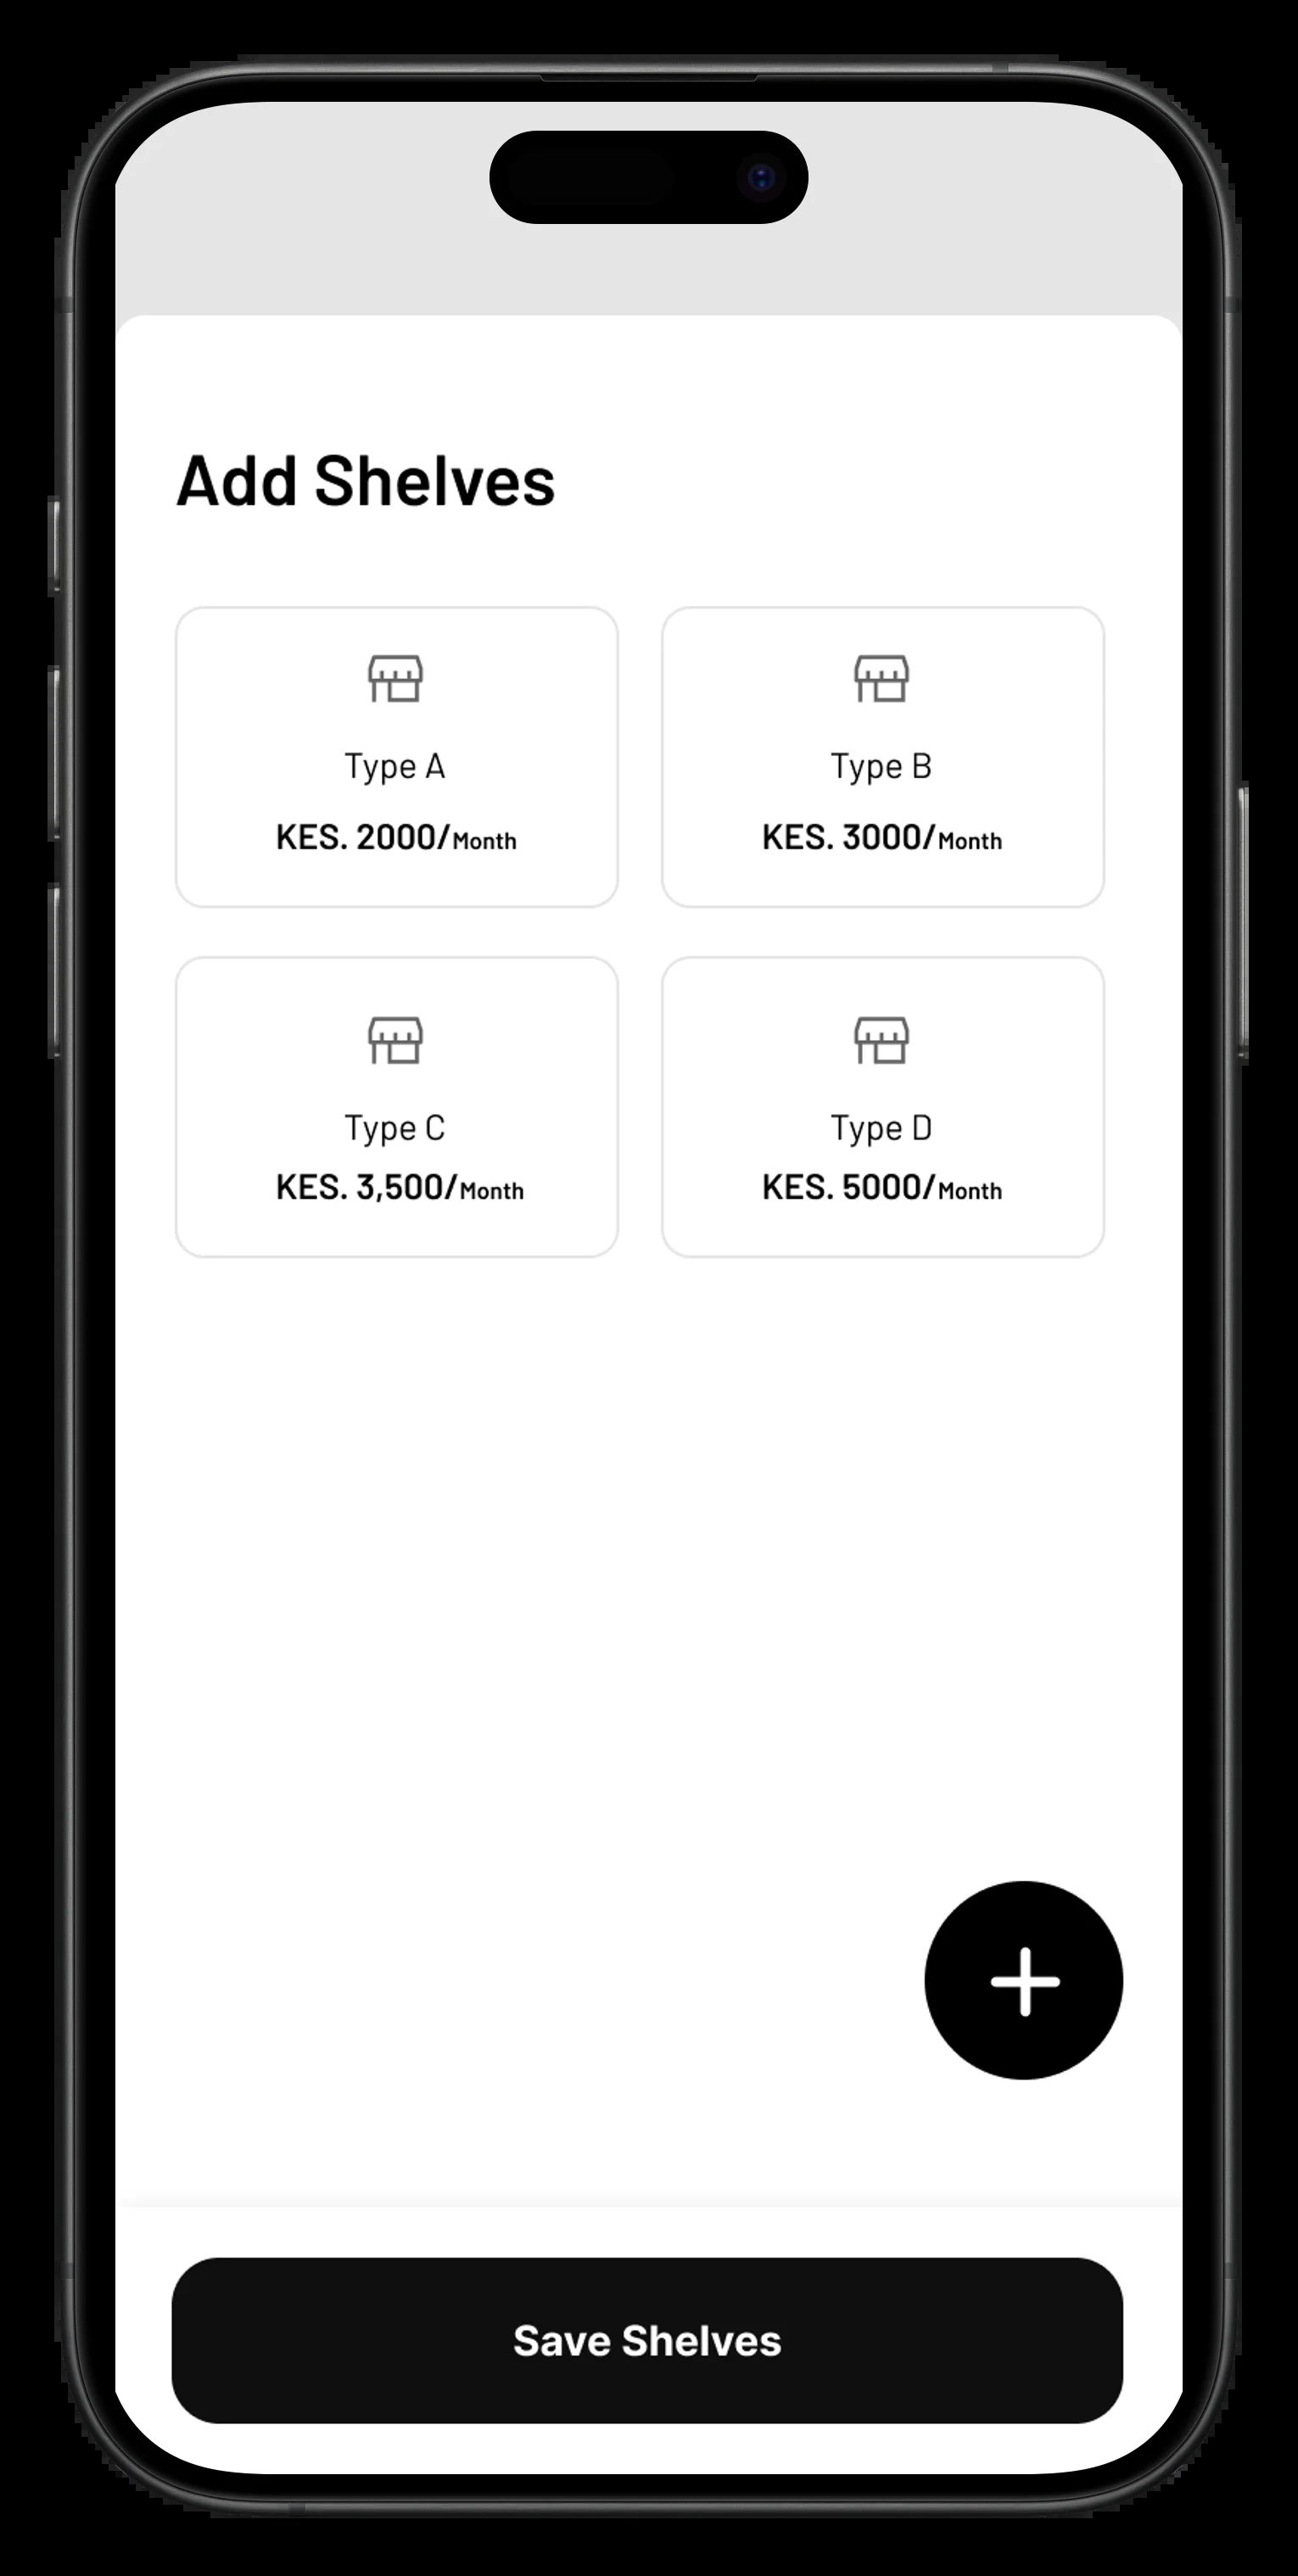 Add Shelves
Type A
KES. 2000/Month
Type B
KES. 3000/Month
Type C
KES. 3,500/Month
Type D
KES. 5000/Month
Save Shelves